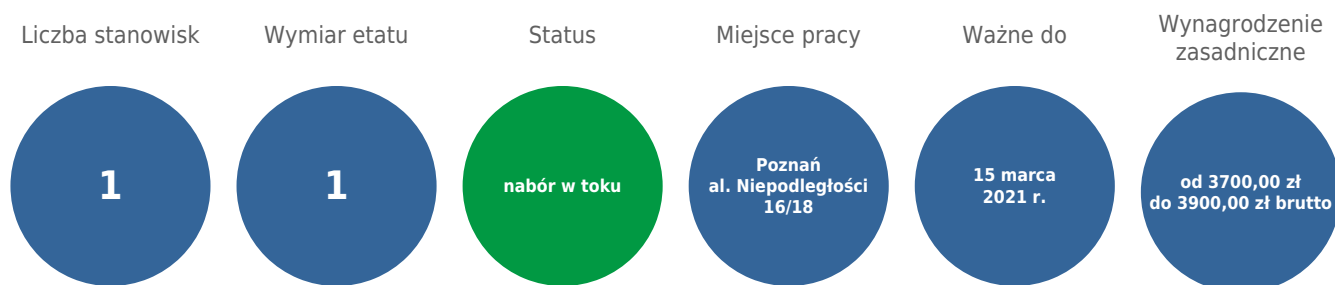 Liczba stanowisk
1
Wymiar etatu
1
Status
nabór w toku
Miejsce pracy
Poznań
al. Niepodległości
16/18
Ważne do
15 marca
2021 r.
Wynagrodzenie
zasadnicze
od 3700,00 zł
do 3900,00 zł brutto